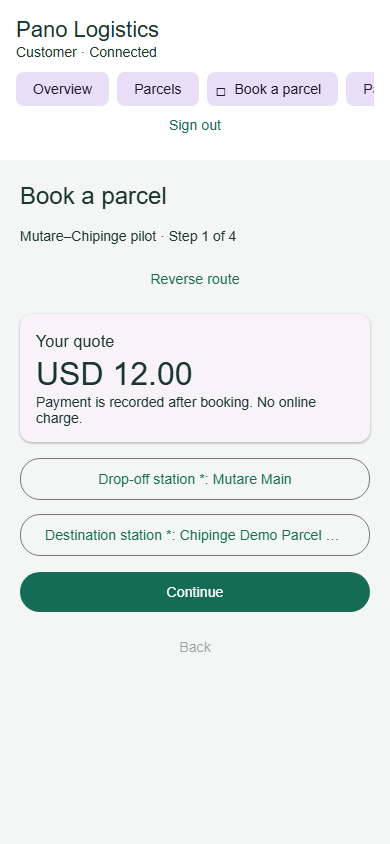 Pano Logistics
Customer · Connected
Overview
Parcels
Book a parcel
Pa
Sign out
Book a parcel
Mutare–Chipinge pilot · Step 1 of 4
Reverse route
Your quote
USD 12.00
Payment is recorded after booking. No online
charge.
Drop-off station *: Mutare Main
Destination station *: Chipinge Demo Parcel …
Continue
Back